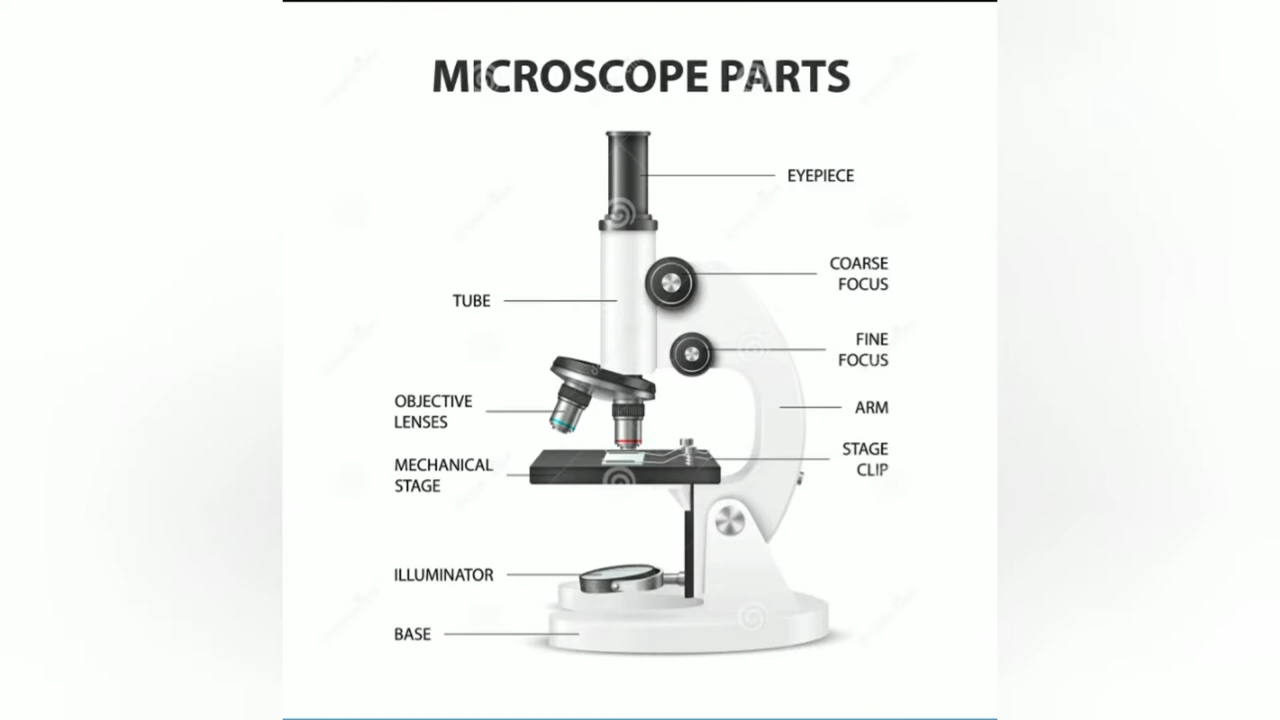 MICROSCOPE PARTS
EYEPIECE
COARSE
FOCUS
TUBE
FINE
FOCUS
OBJECTIVE
LENSES
ARM
STAGE
CLIP
MECHANICAL
STAGE
ILLUMINATOR
BASE